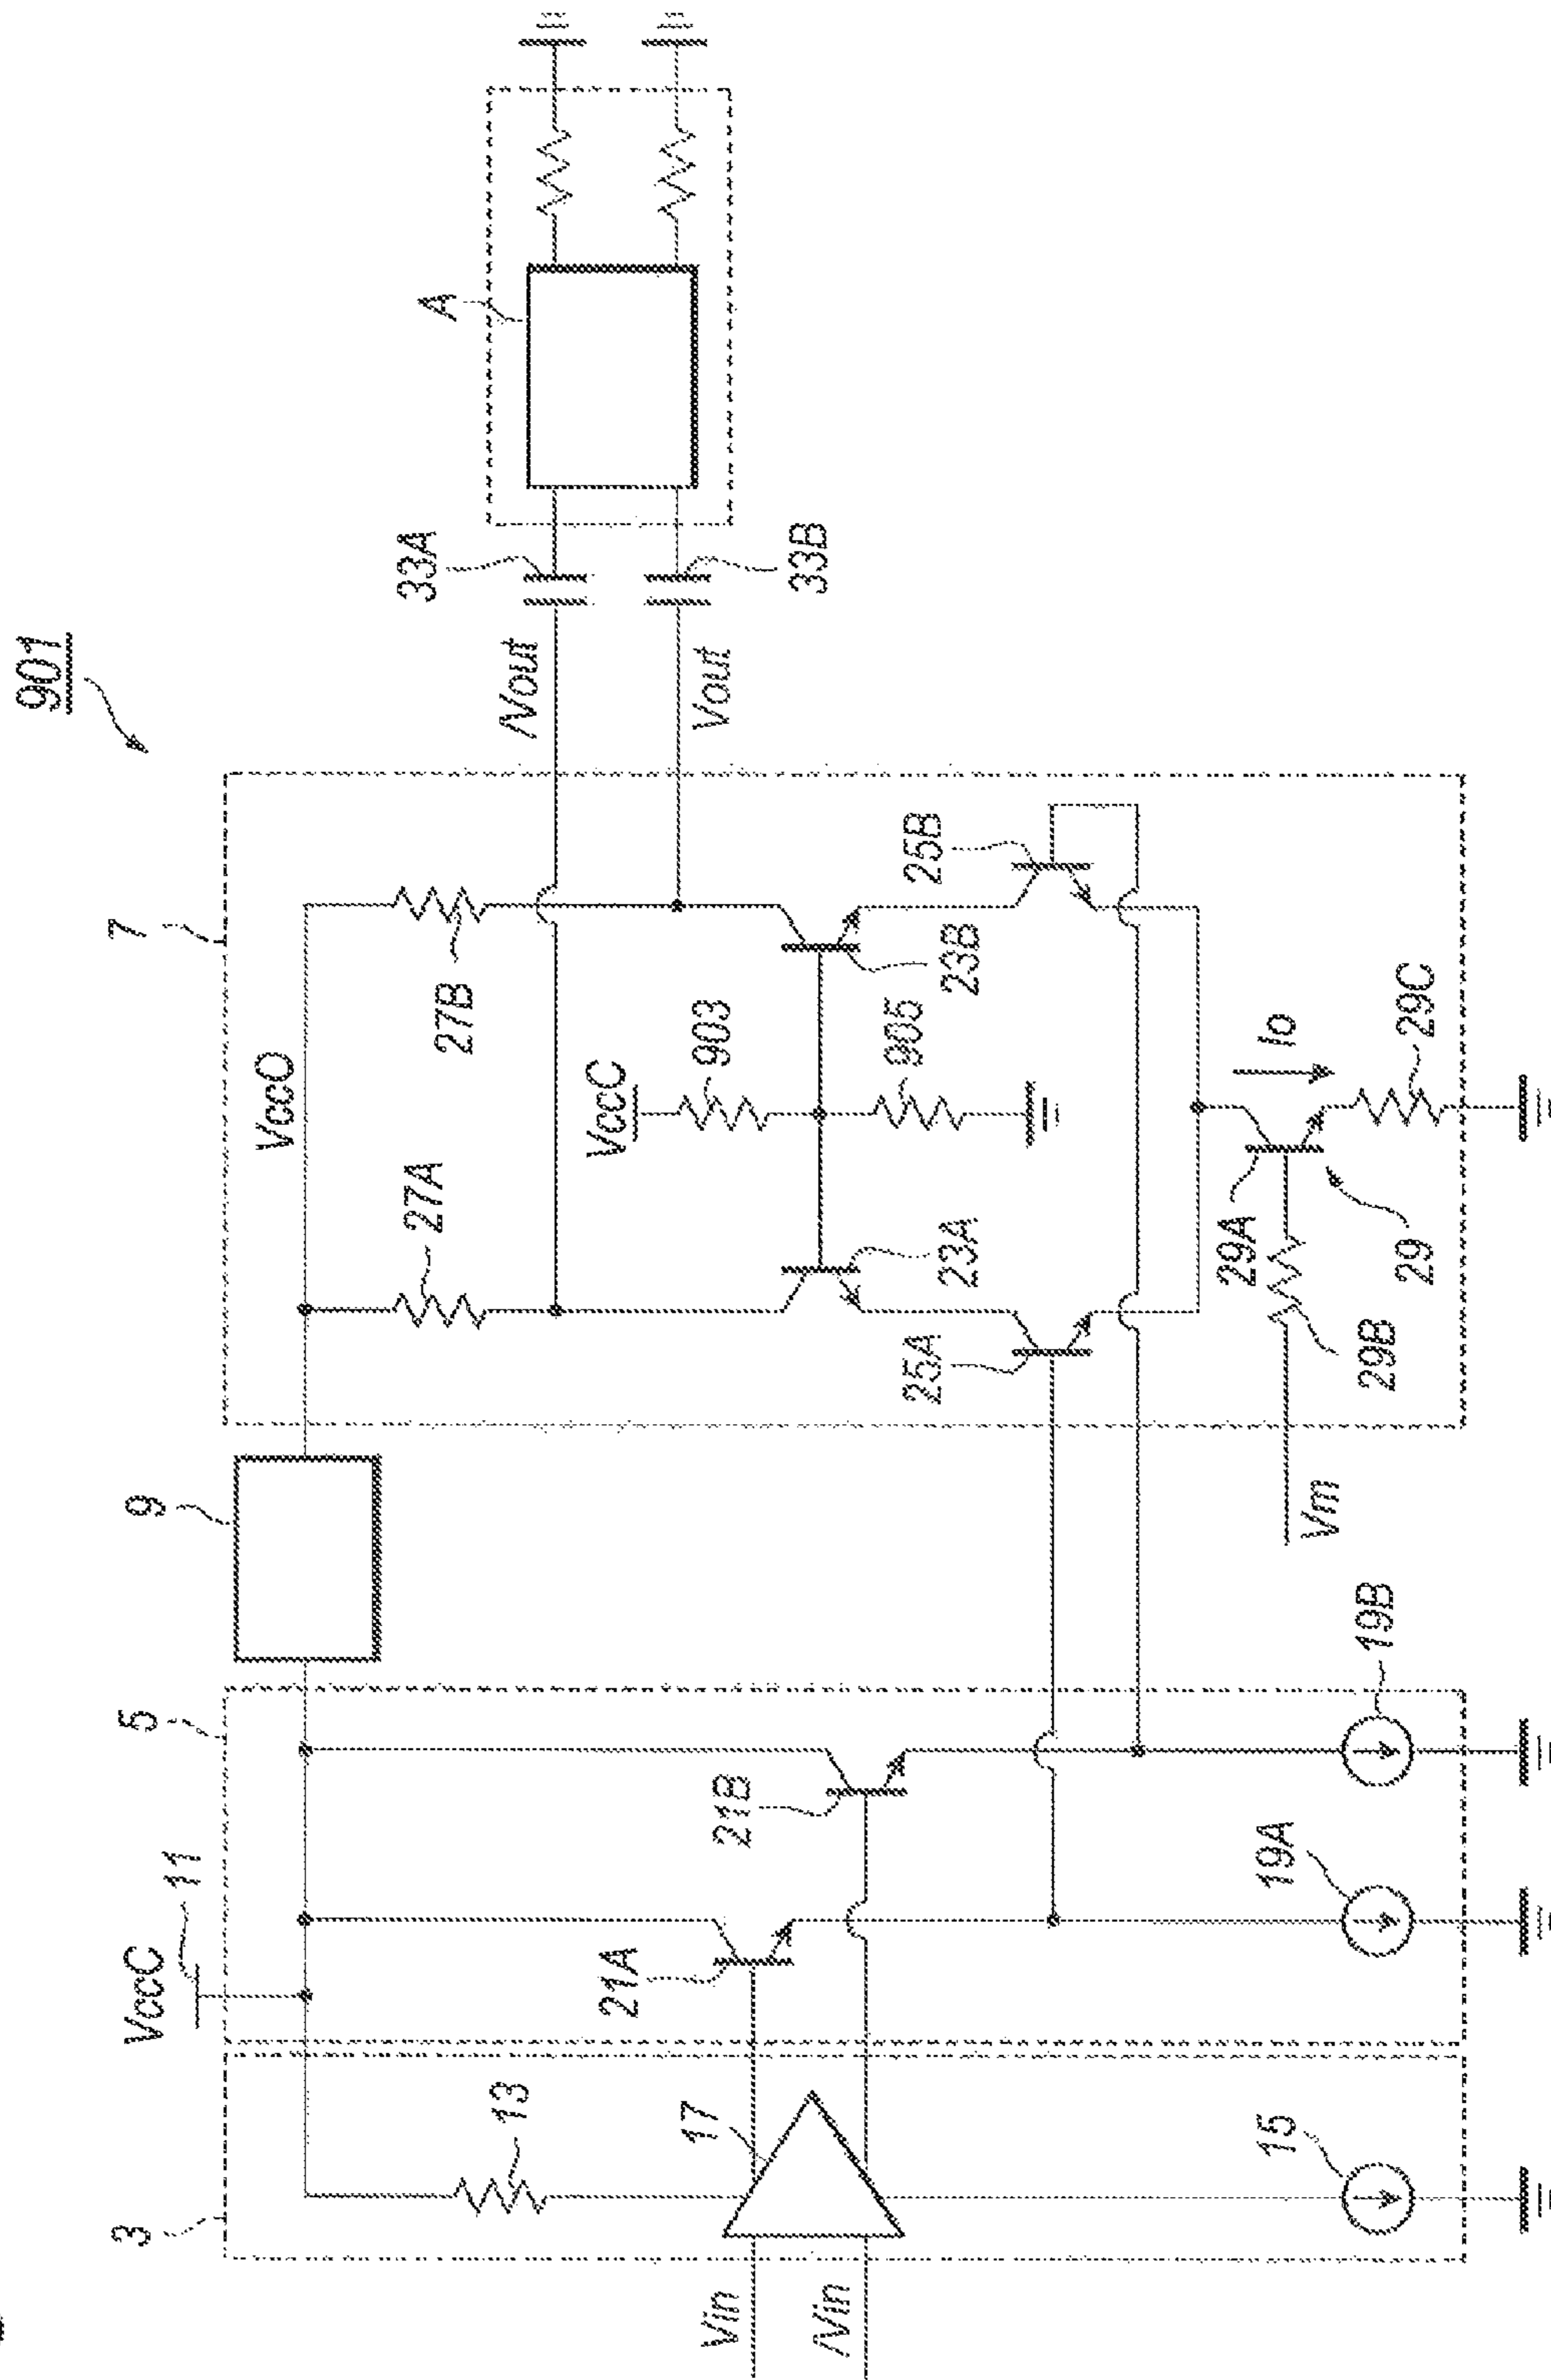 901
3
VccC
11
5
9
7
13
17
Vin
/Vin
15
21A
21B
19A
19B
VccO
27A
27B
VccC
903
905
23A
23B
25A
25B
29A
29B
29
29C
Io
Vm
/Vout
Vout
33A
33B
A